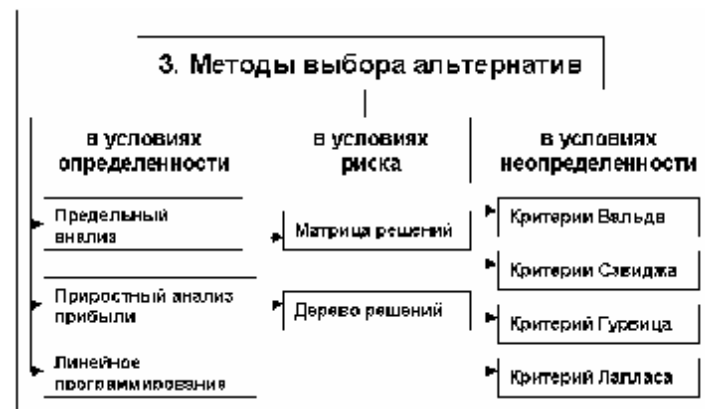 3. Методы выбора альтернатив
в условиях
определенности
Предельный
анализ
Приростный анализ
прибыли
Линейное
программирование
в условиях
риска
Матрица решений
Дерево решений
в условиях
неопределенности
Критерии Вальда
Критерии Сэвиджа
Критерий Гурвица
Критерий Лапласа